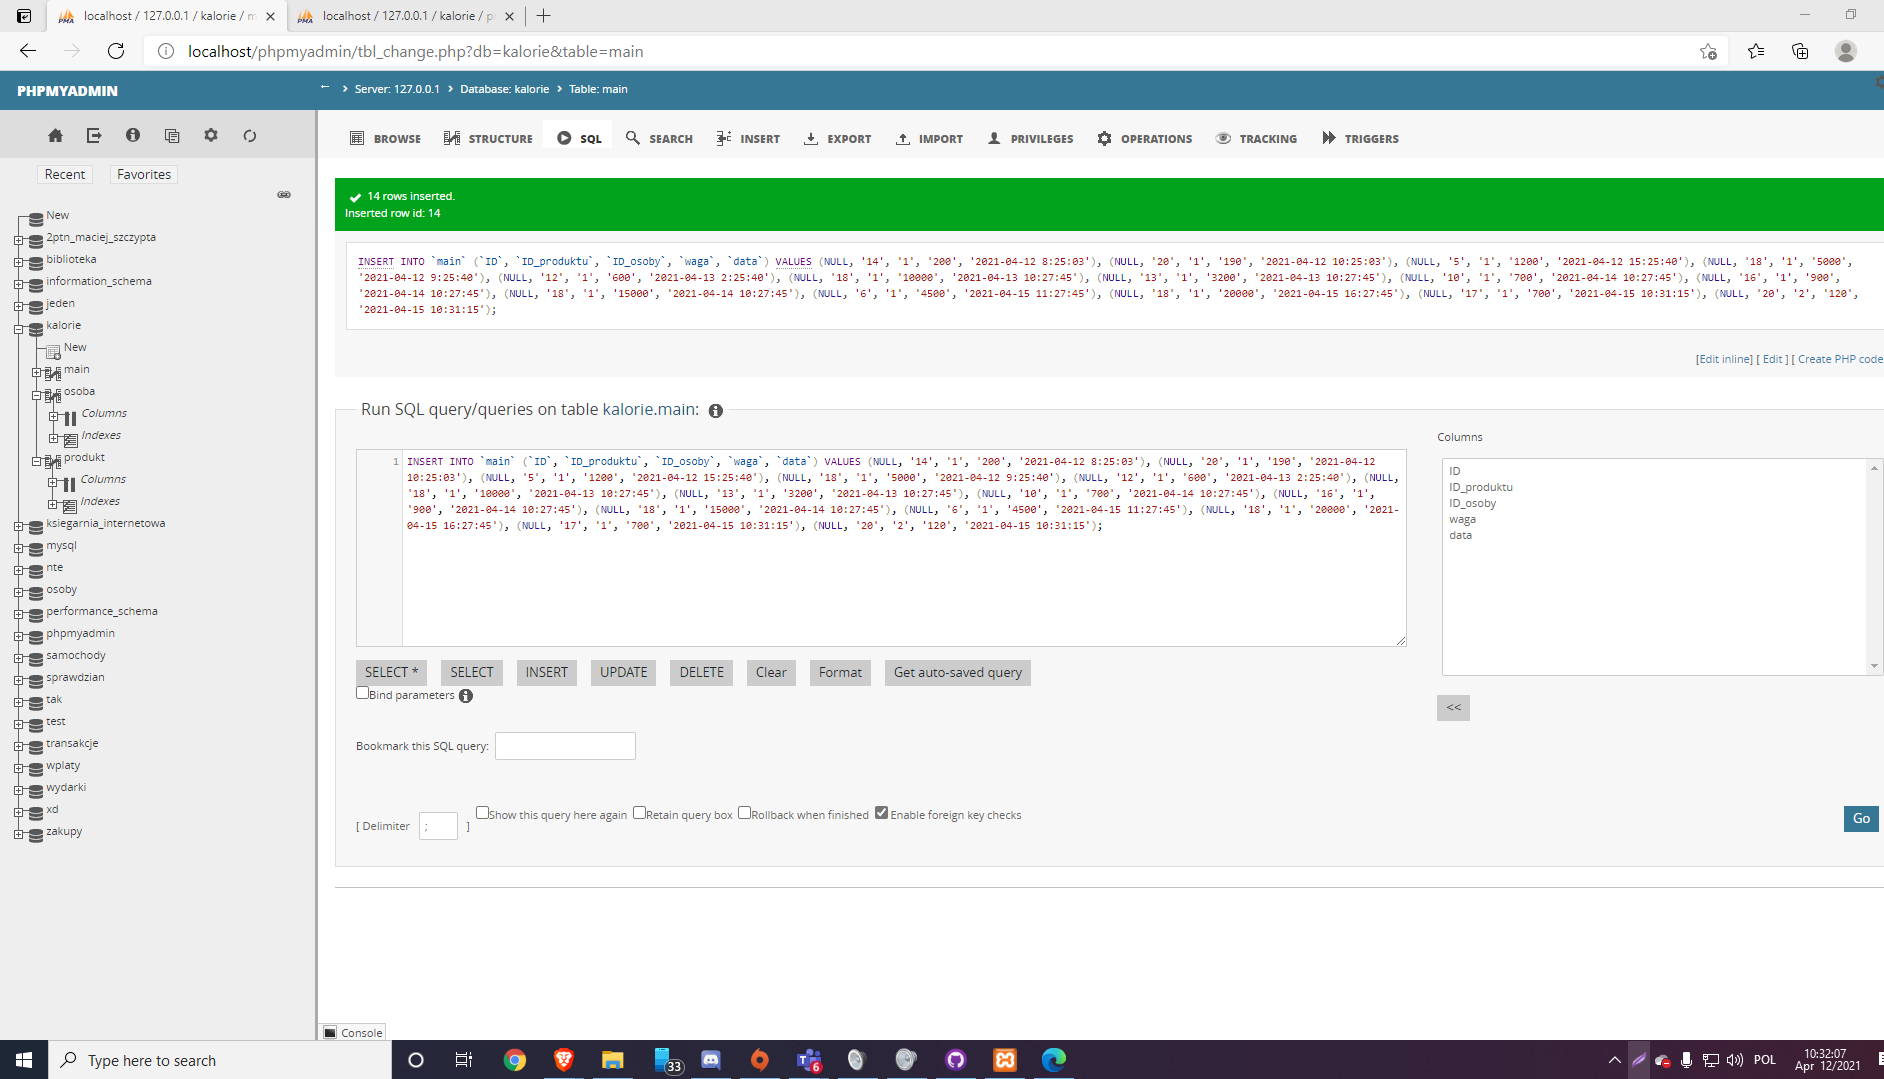 localhost / 127.0.0.1 / kalorie / m
localhost / 127.0.0.1 / kalorie / p
localhost/phpmyadmin/tbl_change.php?db=kalorie&table=main
PHPMYADMIN
Server: 127.0.0.1 Database: kalorie Table: main
BROWSE STRUCTURE SQL SEARCH INSERT EXPORT IMPORT PRIVILEGES OPERATIONS TRACKING TRIGGERS
Recent Favorites
New
2ptn_maciej_szczypta
biblioteka
information_schema
jeden
kalorie
New
main
osoba
Columns
Indexes
produkt
Columns
Indexes
ksiegarnia_internetowa
mysql
nte
osoby
performance_schema
phpmyadmin
samochody
sprawdzian
tak
test
transakcje
wplaty
wydarki
xd
zakupy
14 rows inserted.
Inserted row id: 14
INSERT INTO `main` (`ID`, `ID_produktu`, `ID_osoby`, `waga`, `data`) VALUES (NULL, '14', '1', '200', '2021-04-12 8:25:03'), (NULL, '20', '1', '190', '2021-04-12 10:25:03'), (NULL, '5', '1', '1200', '2021-04-12 15:25:40'), (NULL, '18', '1', '5000',
'2021-04-12 9:25:40'), (NULL, '12', '1', '600', '2021-04-13 2:25:40'), (NULL, '18', '1', '10000', '2021-04-13 10:27:45'), (NULL, '13', '1', '3200', '2021-04-13 10:27:45'), (NULL, '10', '1', '700', '2021-04-14 10:27:45'), (NULL, '16', '1', '900',
'2021-04-14 10:27:45'), (NULL, '18', '1', '15000', '2021-04-14 10:27:45'), (NULL, '6', '1', '4500', '2021-04-15 11:27:45'), (NULL, '18', '1', '20000', '2021-04-15 16:27:45'), (NULL, '17', '1', '700', '2021-04-15 10:31:15'), (NULL, '20', '2', '120',
'2021-04-15 10:31:15');
[Edit inline] [ Edit ] [ Create PHP code
Run SQL query/queries on table kalorie.main:
1 INSERT INTO `main` (`ID`, `ID_produktu`, `ID_osoby`, `waga`, `data`) VALUES (NULL, '14', '1', '200', '2021-04-12 8:25:03'), (NULL, '20', '1', '190', '2021-04-12
10:25:03'), (NULL, '5', '1', '1200', '2021-04-12 15:25:40'), (NULL, '18', '1', '5000', '2021-04-12 9:25:40'), (NULL, '12', '1', '600', '2021-04-13 2:25:40'), (NULL,
'18', '1', '10000', '2021-04-13 10:27:45'), (NULL, '13', '1', '3200', '2021-04-13 10:27:45'), (NULL, '10', '1', '700', '2021-04-14 10:27:45'), (NULL, '16', '1',
'900', '2021-04-14 10:27:45'), (NULL, '18', '1', '15000', '2021-04-14 10:27:45'), (NULL, '6', '1', '4500', '2021-04-15 11:27:45'), (NULL, '18', '1', '20000', '2021-
04-15 16:27:45'), (NULL, '17', '1', '700', '2021-04-15 10:31:15'), (NULL, '20', '2', '120', '2021-04-15 10:31:15');
Columns
ID
ID_produktu
ID_osoby
waga
data
<<
SELECT * SELECT INSERT UPDATE DELETE Clear Format Get auto-saved query
Bind parameters
Bookmark this SQL query:
[ Delimiter ; ] Show this query here again Retain query box Rollback when finished Enable foreign key checks
Go
Console
Type here to search
33
6
POL
10:32:07
Apr 12/2021